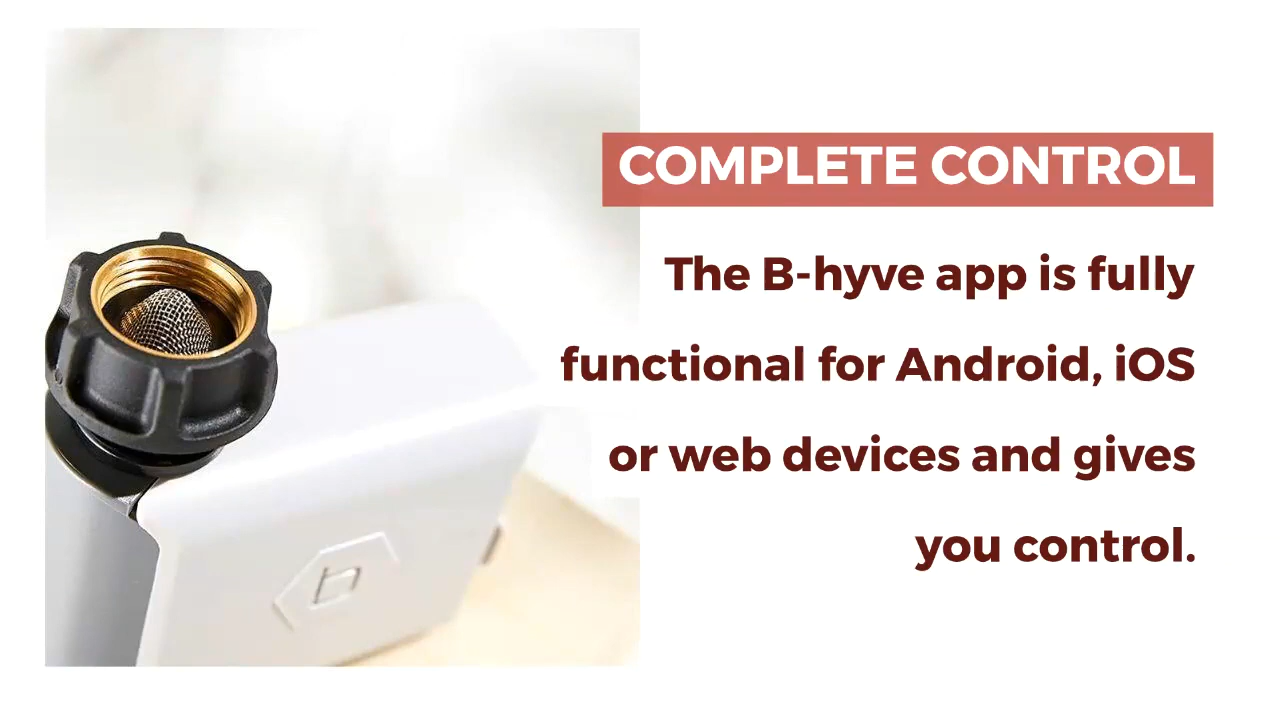 COMPLETE CONTROL
The B-hyve app is fully
functional for Android, iOS
or web devices and gives
you control.
b